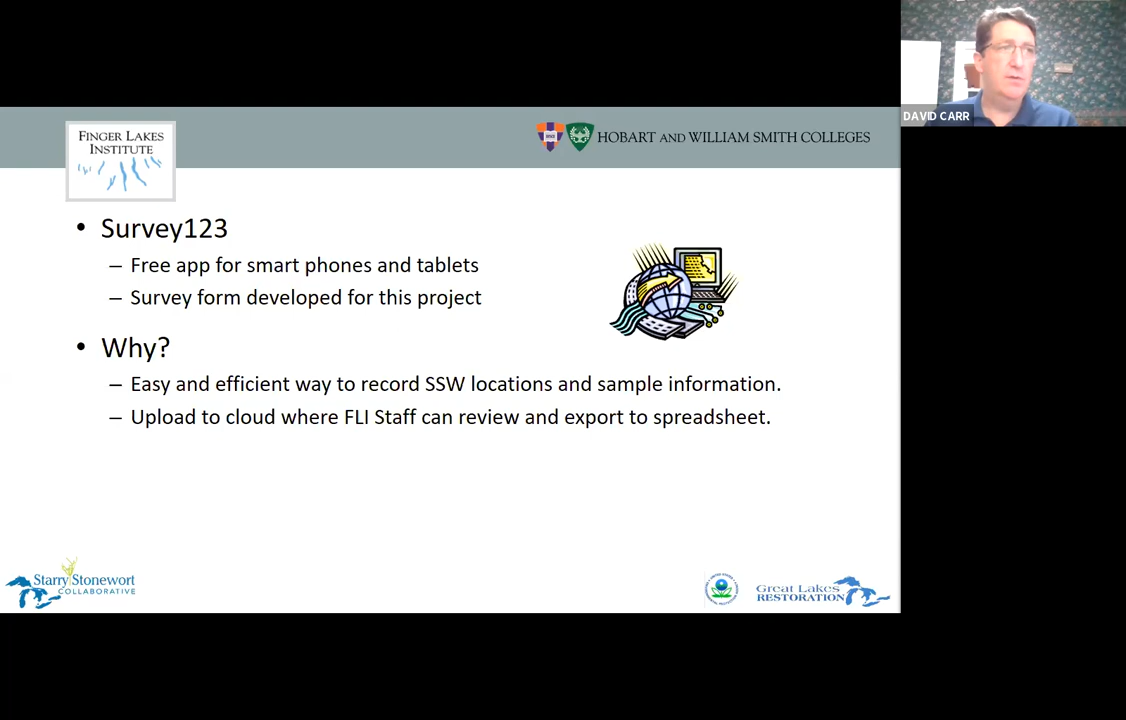 DAVID CARR
FINGER LAKES
INSTITUTE
HOBART AND WILLIAM SMITH COLLEGES
• Survey123
– Free app for smart phones and tablets
– Survey form developed for this project
• Why?
– Easy and efficient way to record SSW locations and sample information.
– Upload to cloud where FLI Staff can review and export to spreadsheet.
Starry Stonewort
COLLABORATIVE
Great Lakes
RESTORATION